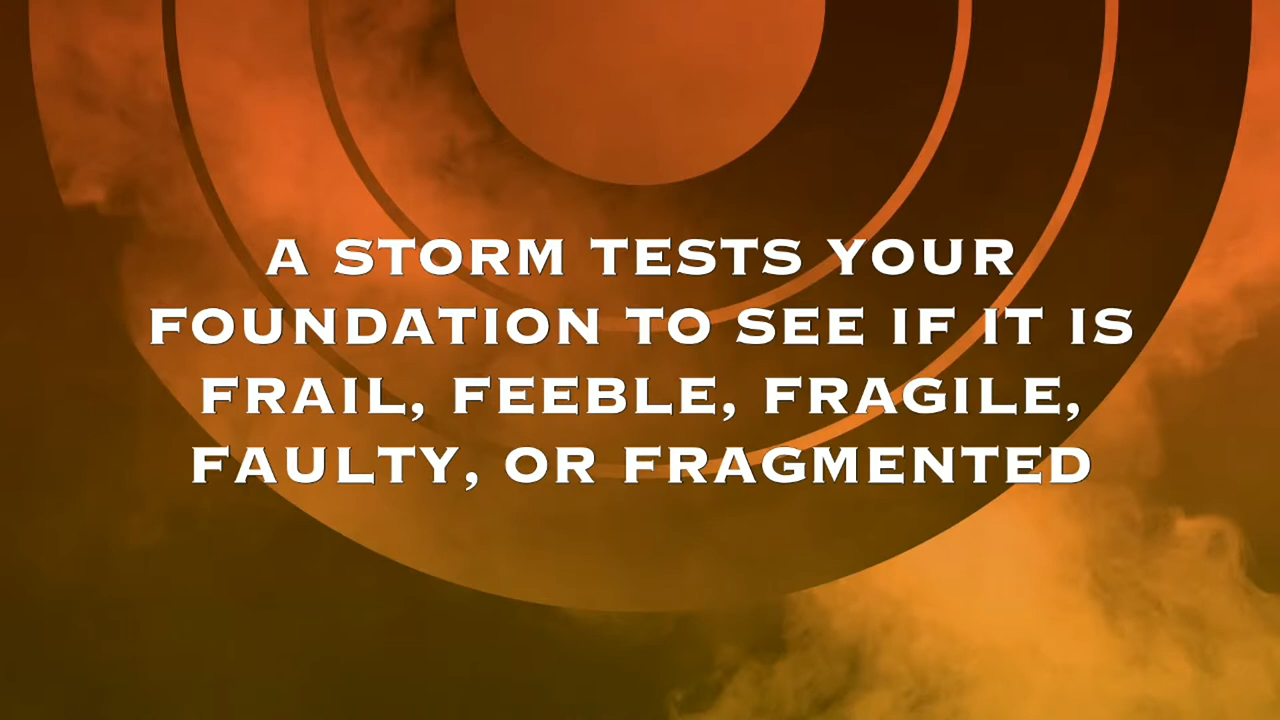 A STORM TESTS YOUR
FOUNDATION TO SEE IF IT IS
FRAIL, FEEBLE, FRAGILE,
FAULTY, OR FRAGMENTED